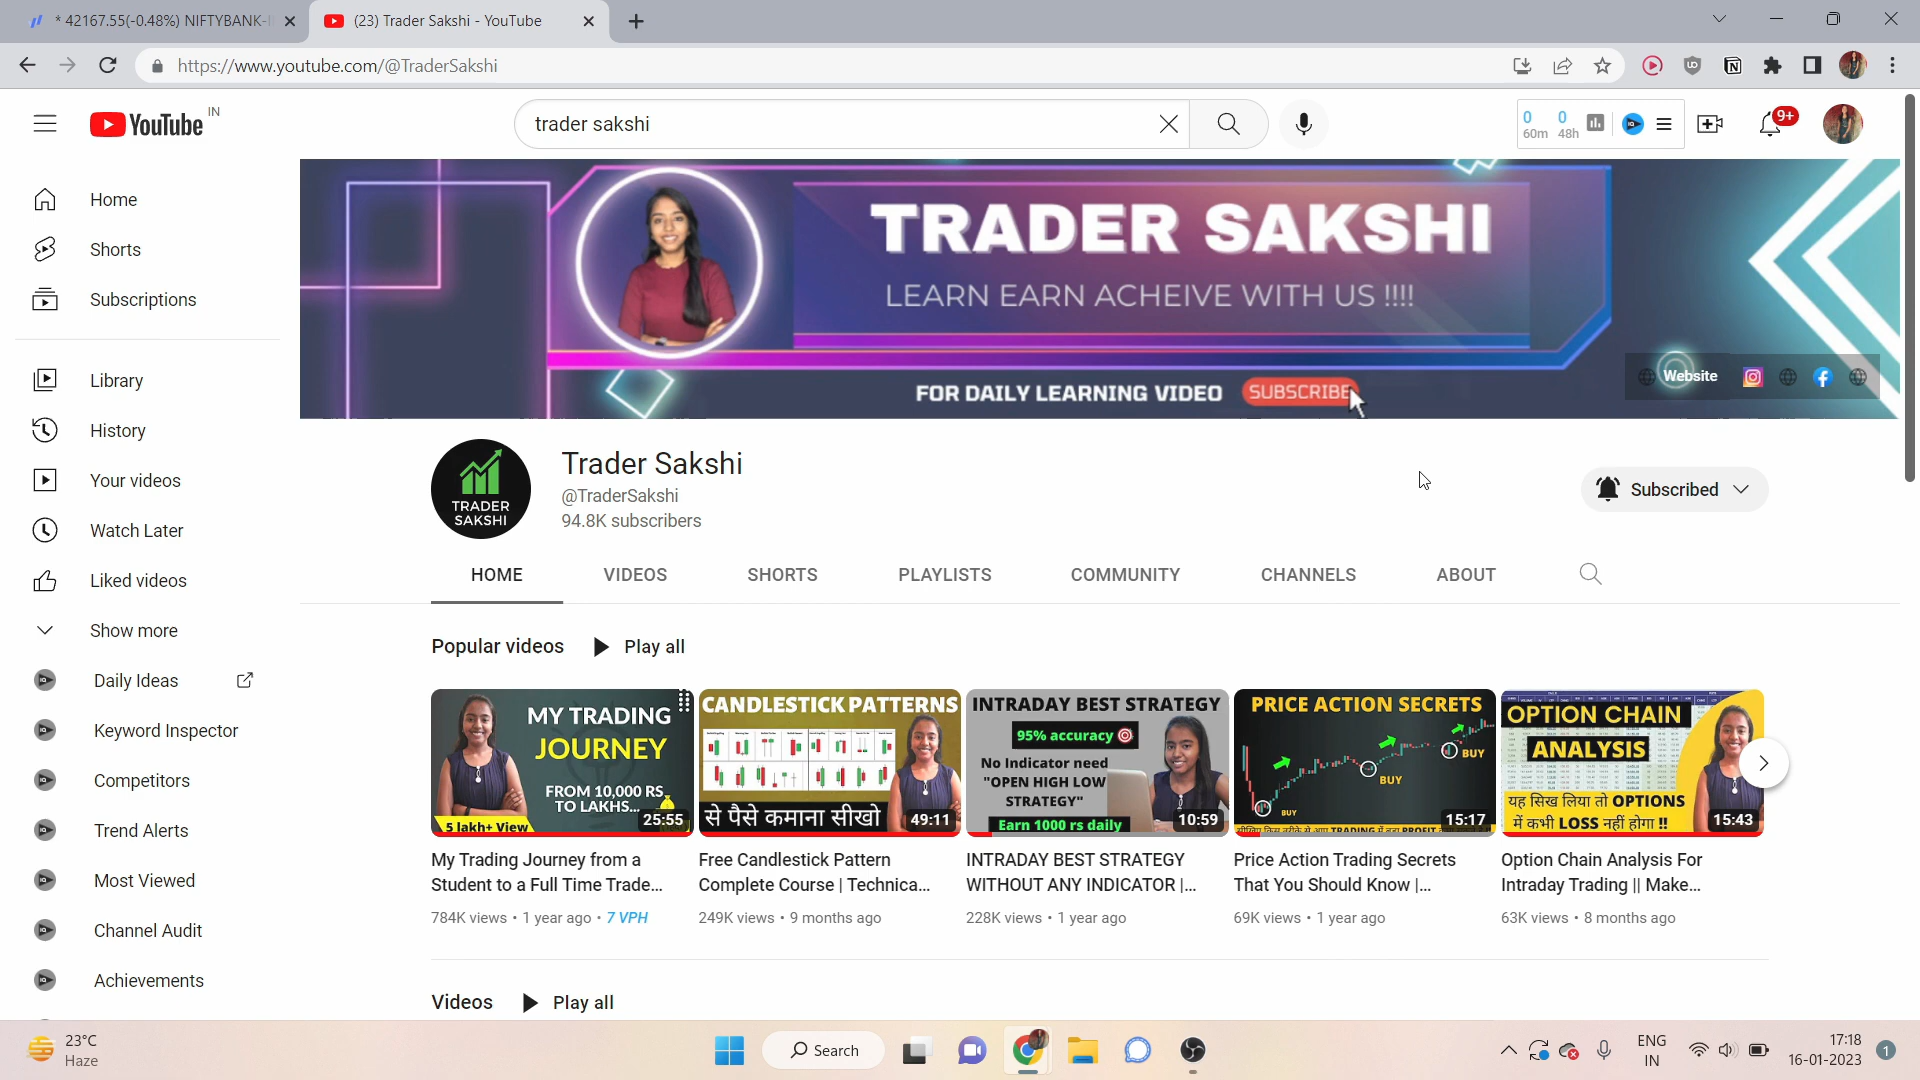 * 42167.55(-0.48%) NIFTYBANK-I
(23) Trader Sakshi - YouTube
https://www.youtube.com/@TraderSakshi
YouTube IN
trader sakshi
0 0
60m 48h
9+
Home
Shorts
Subscriptions
Library
History
Your videos
Watch Later
Liked videos
Show more
Daily Ideas
Keyword Inspector
Competitors
Trend Alerts
Most Viewed
Channel Audit
Achievements
TRADER SAKSHI
LEARN EARN ACHEIVE WITH US !!!!
FOR DAILY LEARNING VIDEO SUBSCRIBE
Website
TRADER
SAKSHI
Trader Sakshi
@TraderSakshi
94.8K subscribers
Subscribed
HOME VIDEOS SHORTS PLAYLISTS COMMUNITY CHANNELS ABOUT
Popular videos Play all
MY TRADING
JOURNEY
FROM 10,000 RS
TO LAKHS...
5 lakh+ View
25:55
My Trading Journey from a
Student to a Full Time Trade...
784K views • 1 year ago • 7 VPH
CANDLESTICK PATTERNS
से पैसे कमाना सीखो
49:11
Free Candlestick Pattern
Complete Course | Technica...
249K views • 9 months ago
INTRADAY BEST STRATEGY
95% accuracy
No Indicator need
"OPEN HIGH LOW
STRATEGY"
Earn 1000 rs daily
10:59
INTRADAY BEST STRATEGY
WITHOUT ANY INDICATOR |...
228K views • 1 year ago
PRICE ACTION SECRETS
BUY
BUY
BUY
15:17
Price Action Trading Secrets
That You Should Know |...
69K views • 1 year ago
OPTION CHAIN
ANALYSIS
यह सिख लिया तो OPTIONS
में कभी LOSS नहीं होगा !!
15:43
Option Chain Analysis For
Intraday Trading || Make...
63K views • 8 months ago
Videos Play all
23°C
Haze
Search
ENG
IN
17:18
16-01-2023
1